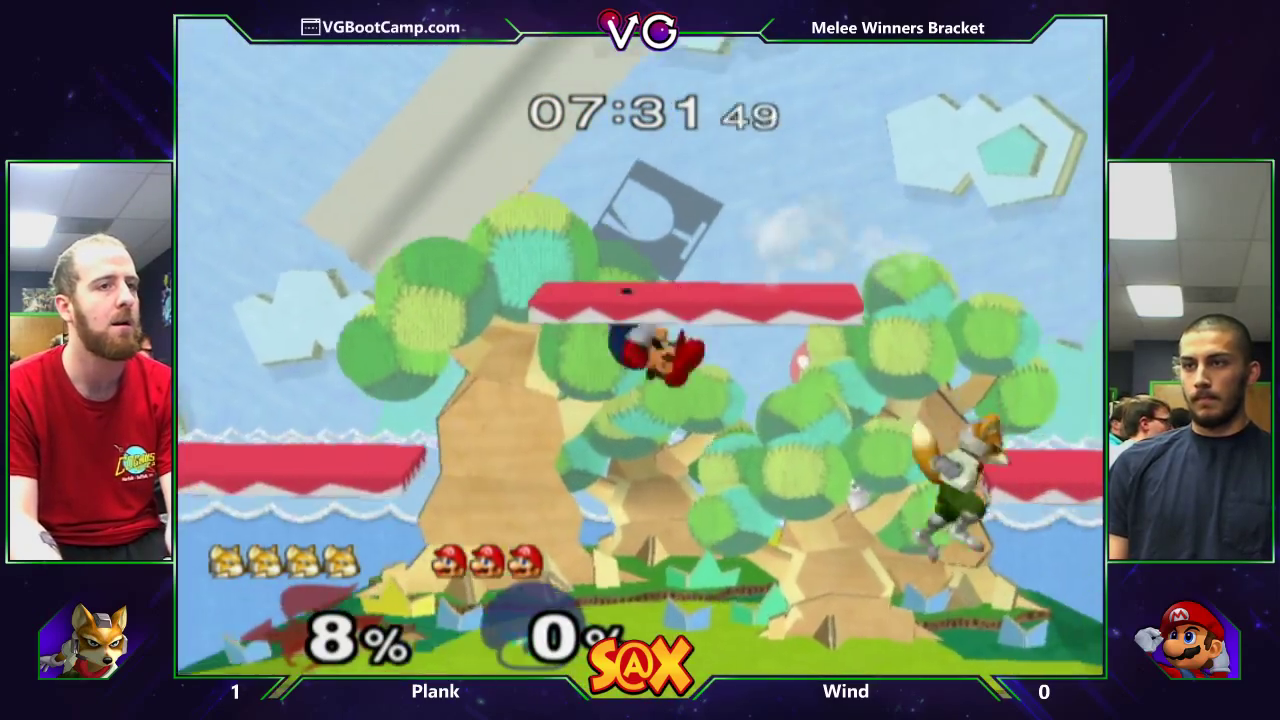 VGBootCamp.com
VG
Melee Winners Bracket
07:31 49
8%
0%
S@X
1
Plank
Wind
0